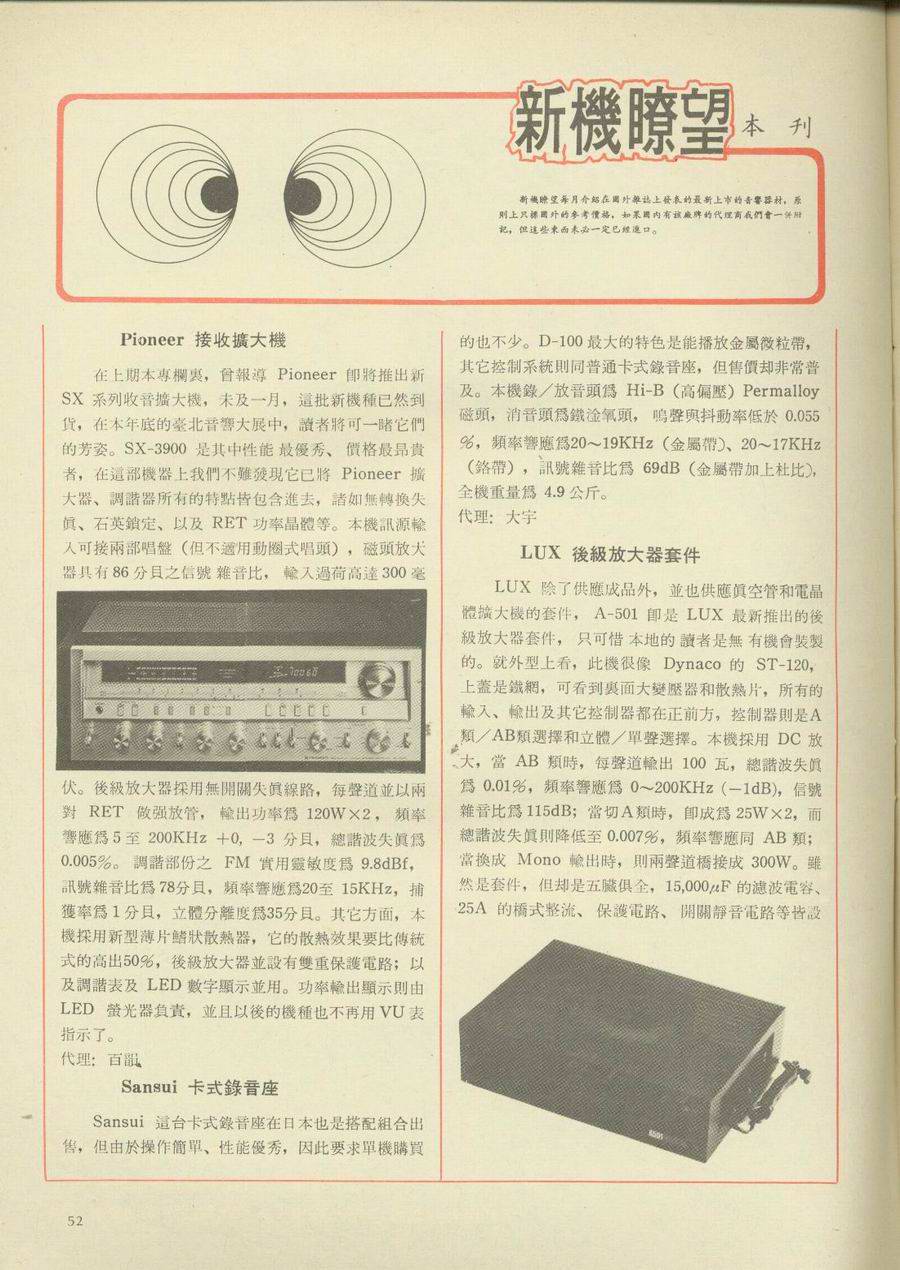 新機瞭望
本刊
新機瞭望每月介紹在國外雜誌上發表的最新上市的音響器材，原
則上只標國外的參考價格，如果國內有該廠牌的代理商我們會一併附
記，但這些東西未必一定已經進口。
Pioneer 接收擴大機
在上期本專欄裏，曾報導 Pioneer 即將推出新
SX 系列收音擴大機，未及一月，這批新機種已然到
貨，在本年底的臺北音響大展中，讀者將可一睹它們
的芳姿。SX-3900 是其中性能最優秀、價格最昂貴
者，在這部機器上我們不難發現它已將 Pioneer 擴
大器、調諧器所有的特點皆包含進去，諸如無轉換失
眞、石英鎖定、以及 RET 功率晶體等。本機訊源輸
入可接兩部唱盤（但不適用動圈式唱頭），磁頭放大
器具有 86 分貝之信號雜音比，輸入過荷高達 300 毫
伏。後級放大器採用無開關失眞線路，每聲道並以兩
對 RET 做强放管，輸出功率爲 120W×2，頻率
響應爲 5 至 200KHz +0, −3 分貝，總諧波失眞爲
0.005%。調諧部份之 FM 實用靈敏度爲 9.8dBf，
訊號雜音比爲78分貝，頻率響應爲20至 15KHz，捕
獲率爲 1 分貝，立體分離度爲35分貝。其它方面，本
機採用新型薄片鰭狀散熱器，它的散熱效果要比傳統
式的高出50%，後級放大器並設有雙重保護電路；以
及調諧表及 LED 數字顯示並用。功率輸出顯示則由
LED 螢光器負責，並且以後的機種也不再用 VU 表
指示了。
代理：百韻
Sansui 卡式錄音座
Sansui 這台卡式錄音座在日本也是搭配組合出
售，但由於操作簡單、性能優秀，因此要求單機購買
的也不少。D-100 最大的特色是能播放金屬微粒帶，
其它控制系統則同普通卡式錄音座，但售價却非常普
及。本機錄／放音頭爲 Hi-B（高偏壓）Permalloy
磁頭，消音頭爲鐵淦氧頭，鳴聲與抖動率低於 0.055
%，頻率響應爲20～19KHz（金屬帶）、20～17KHz
（鉻帶），訊號雜音比爲 69dB（金屬帶加上杜比），
全機重量爲 4.9 公斤。
代理：大宇
LUX 後級放大器套件
LUX 除了供應成品外，並也供應眞空管和電晶
體擴大機的套件，A-501 即是 LUX 最新推出的後
級放大器套件，只可惜本地的讀者是無有機會裝製
的。就外型上看，此機很像 Dynaco 的 ST-120，
上蓋是鐵網，可看到裏面大變壓器和散熱片，所有的
輸入、輸出及其它控制器都在正前方，控制器則是A
類／AB類選擇和立體／單聲選擇。本機採用 DC 放
大，當 AB 類時，每聲道輸出 100 瓦，總諧波失眞
爲 0.01%，頻率響應爲 0～200KHz (−1dB)，信號
雜音比爲115dB；當切A類時，即成爲 25W×2，而
總諧波失眞則降低至 0.007%，頻率響應同 AB 類；
當換成 Mono 輸出時，則兩聲道橋接成 300W。雖
然是套件，但却是五臟俱全，15,000μF 的濾波電容、
25A 的橋式整流、保護電路、開關靜音電路等皆設
A501
52